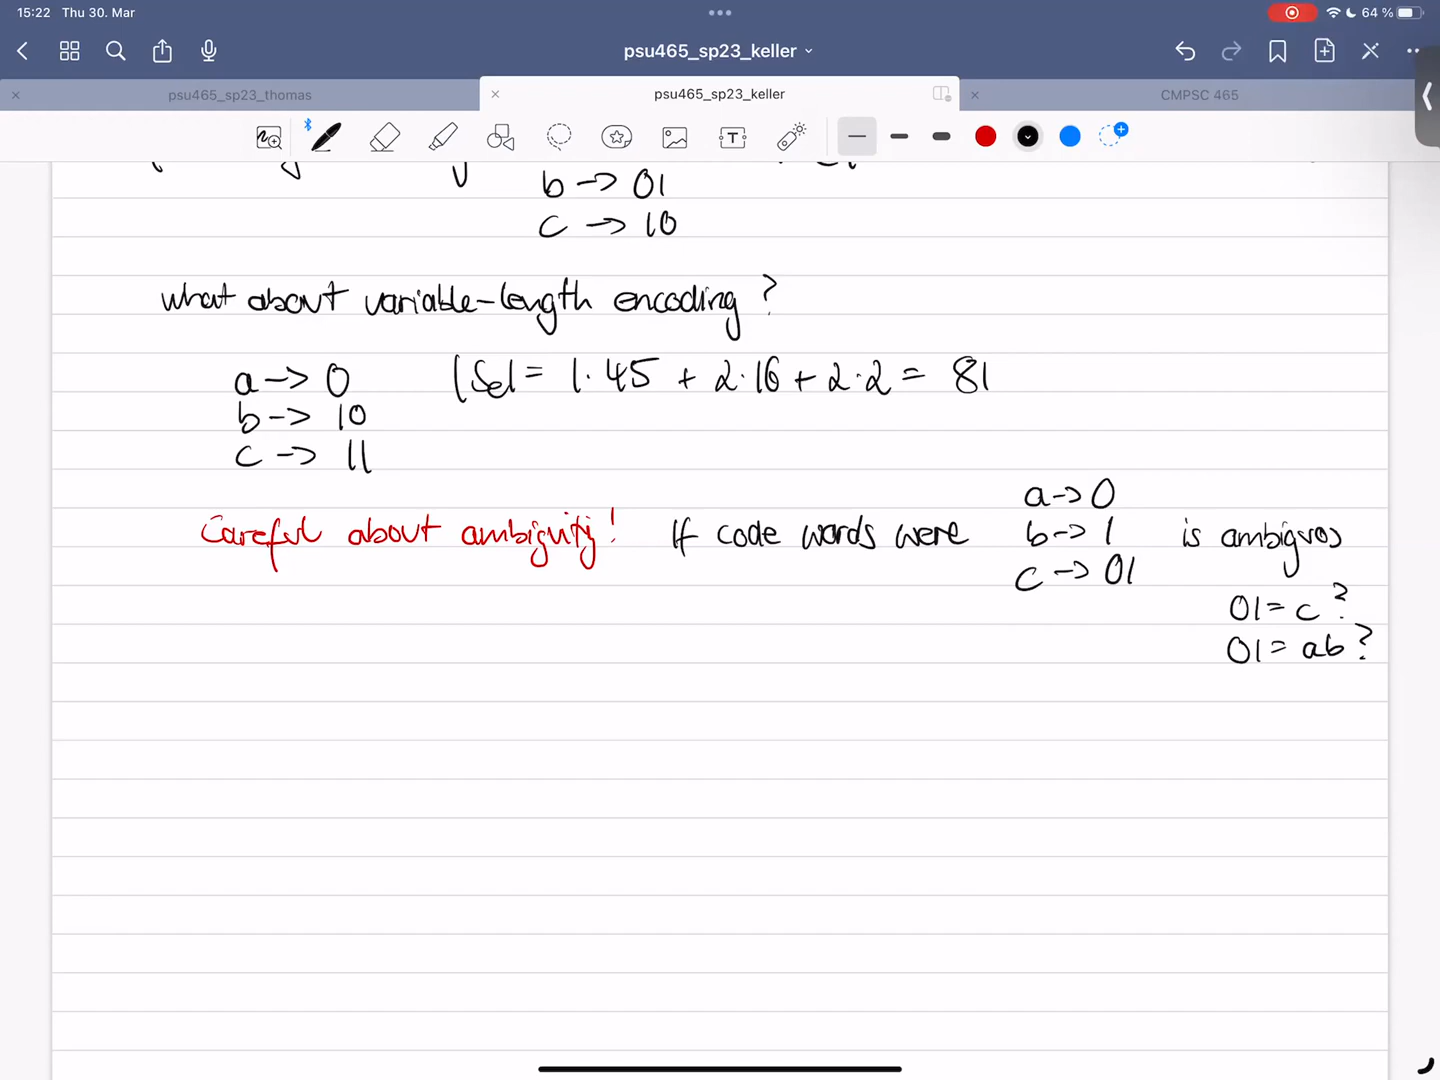 15:22 Thu 30. Mar
64 %
psu465_sp23_keller
psu465_sp23_thomas
psu465_sp23_keller
CMPSC 465
b -> 01
c -> 10
what about variable-length encoding ?
a -> 0 |Se| = 1·45 + 2·16 + 2·2 = 81
b -> 10
c -> 11
a -> 0
Careful about ambiguity! If code words were b -> 1 is ambiguos
c -> 01
01 = c ?
01 = ab ?